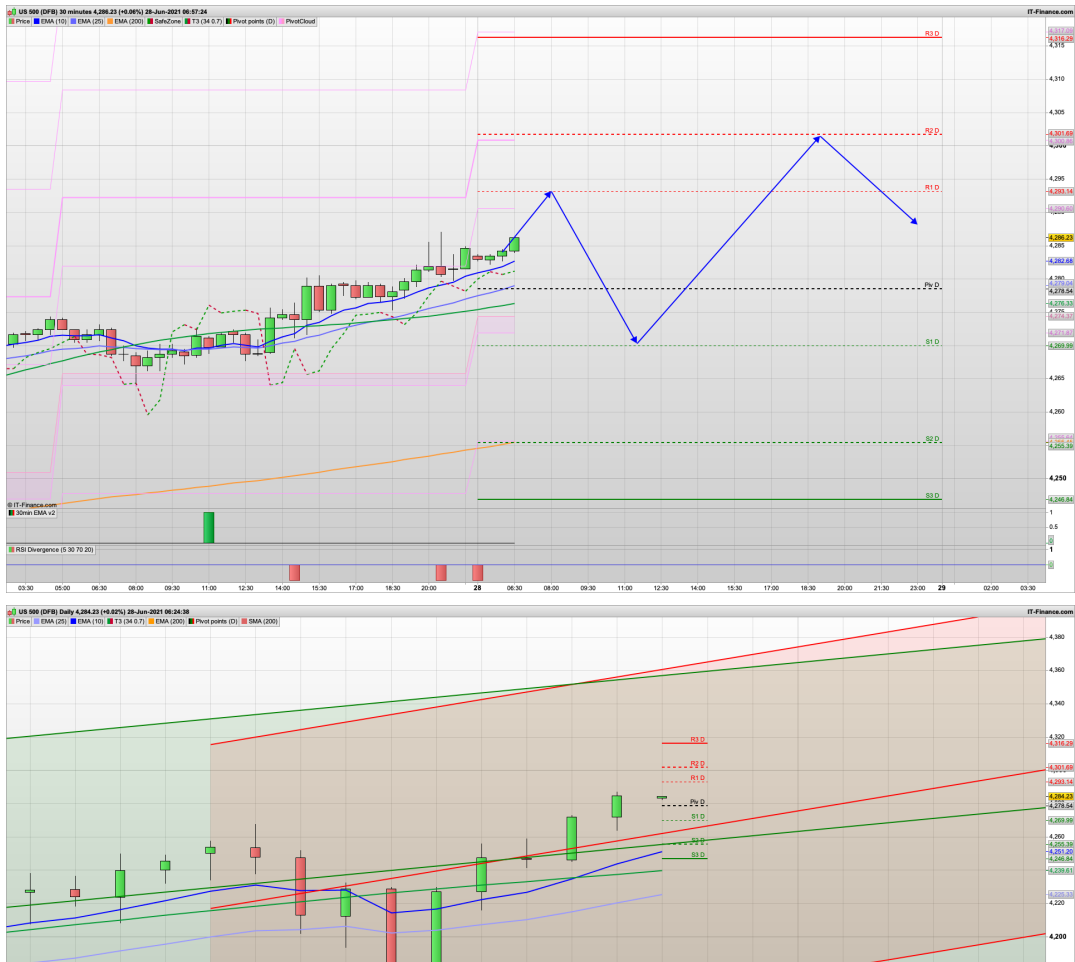 US 500 (DFB) 30 minutes 4,286.23 (+0.06%) 28-Jun-2021 06:57:24 IT-Finance.com
Price EMA (10) EMA (25) EMA (200) SafeZone T3 (34 0.7) Pivot points (D) PivotCloud
R3 D
4,316.29
4,315
4,310
4,305
R2 D
4,301.69
4,300
4,295
R1 D
4,293.14
4,286.23
4,285
4,282.68
4,280
Piv D
4,278.54
4,276.33
4,275
4,274.37
S1 D
4,269.99
4,265
4,260
S2 D
4,255.39
4,250
S3 D
4,246.84
© IT-Finance.com
30min EMA v2
1
0.5
RSI Divergence (5 30 70 20)
1
03:30 05:00 06:30 08:00 09:30 11:00 12:30 14:00 15:30 17:00 18:30 20:00 21:30 28 06:30 08:00 09:30 11:00 12:30 14:00 15:30 17:00 18:30 20:00 21:30 23:00 29 02:00 03:30
US 500 (DFB) Daily 4,284.23 (+0.02%) 28-Jun-2021 06:24:38 IT-Finance.com
Price EMA (25) EMA (10) T3 (34 0.7) EMA (200) Pivot points (D) SMA (200)
4,380
4,360
4,340
4,320
R3 D
4,316.29
R2 D
4,301.69
R1 D
4,293.14
4,284.23
Piv D
4,278.54
S1 D
4,269.99
4,260
S2 D
4,255.39
4,251.20
S3 D
4,246.84
4,239.61
4,220
4,200